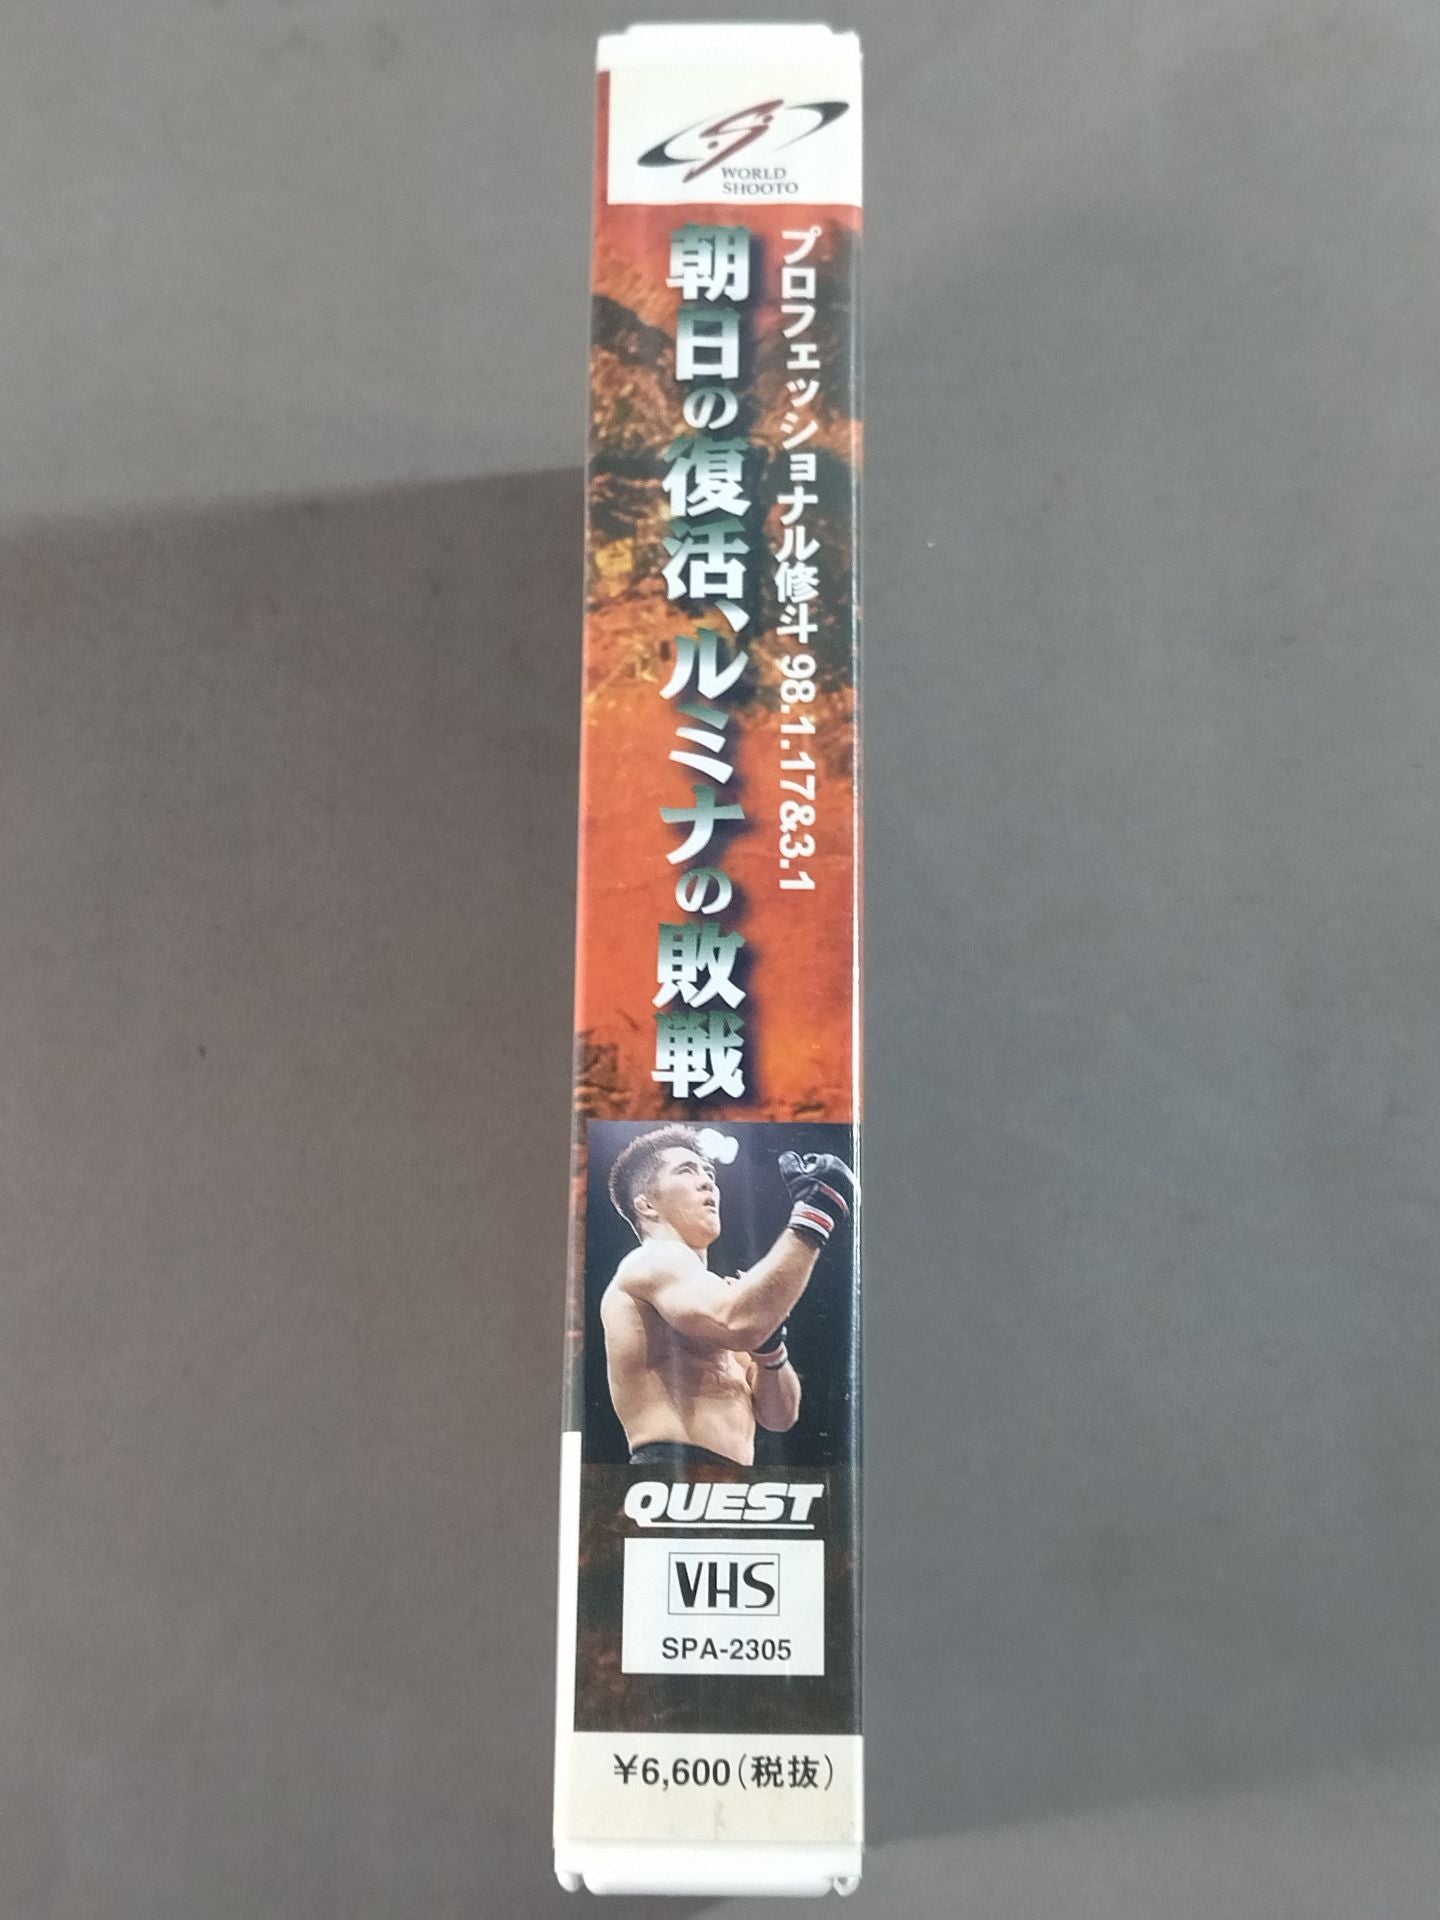 WORLD
SHOOTO
プロフェッショナル修斗 98.1.17&3.1
朝日の復活、ルミナの敗戦
QUEST
VHS
SPA-2305
¥6,600(税抜)